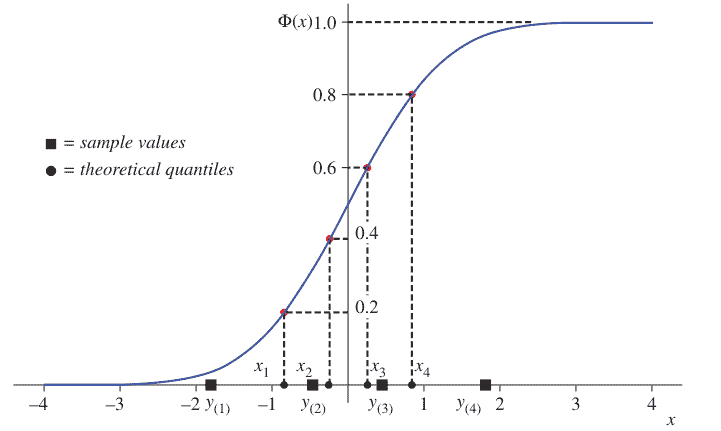 Φ(x)1.0
0.8
■ = sample values
● = theoretical quantiles
0.6
0.4
0.2
x₁ x₂ x₃ x₄
–4 –3 –2 y₍₁₎ –1 y₍₂₎ y₍₃₎ 1 y₍₄₎ 2 3 4
x